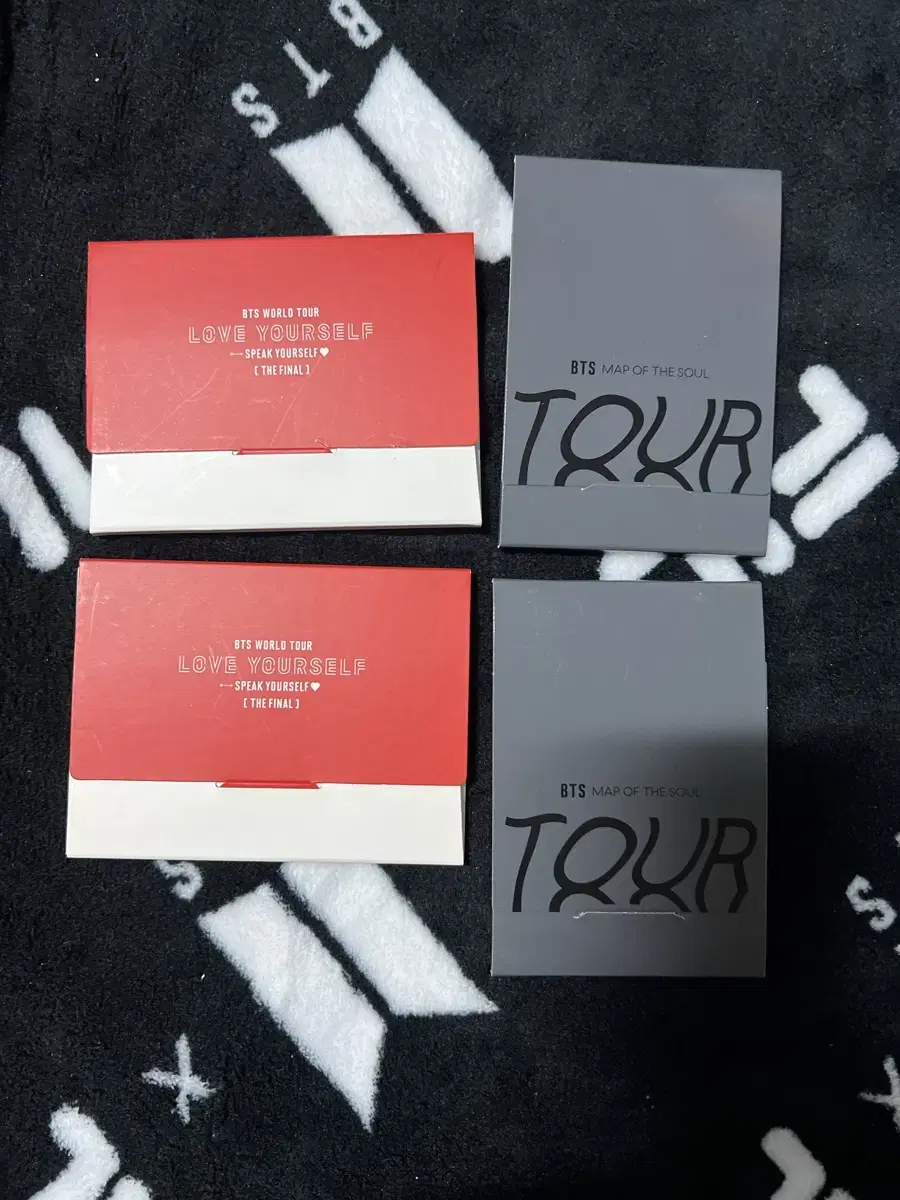 BTS
BTS WORLD TOUR
LOVE YOURSELF
SPEAK YOURSELF♥
[ THE FINAL ]
BTS MAP OF THE SOUL
TOUR
BTS WORLD TOUR
LOVE YOURSELF
SPEAK YOURSELF♥
[ THE FINAL ]
BTS MAP OF THE SOUL
TOUR